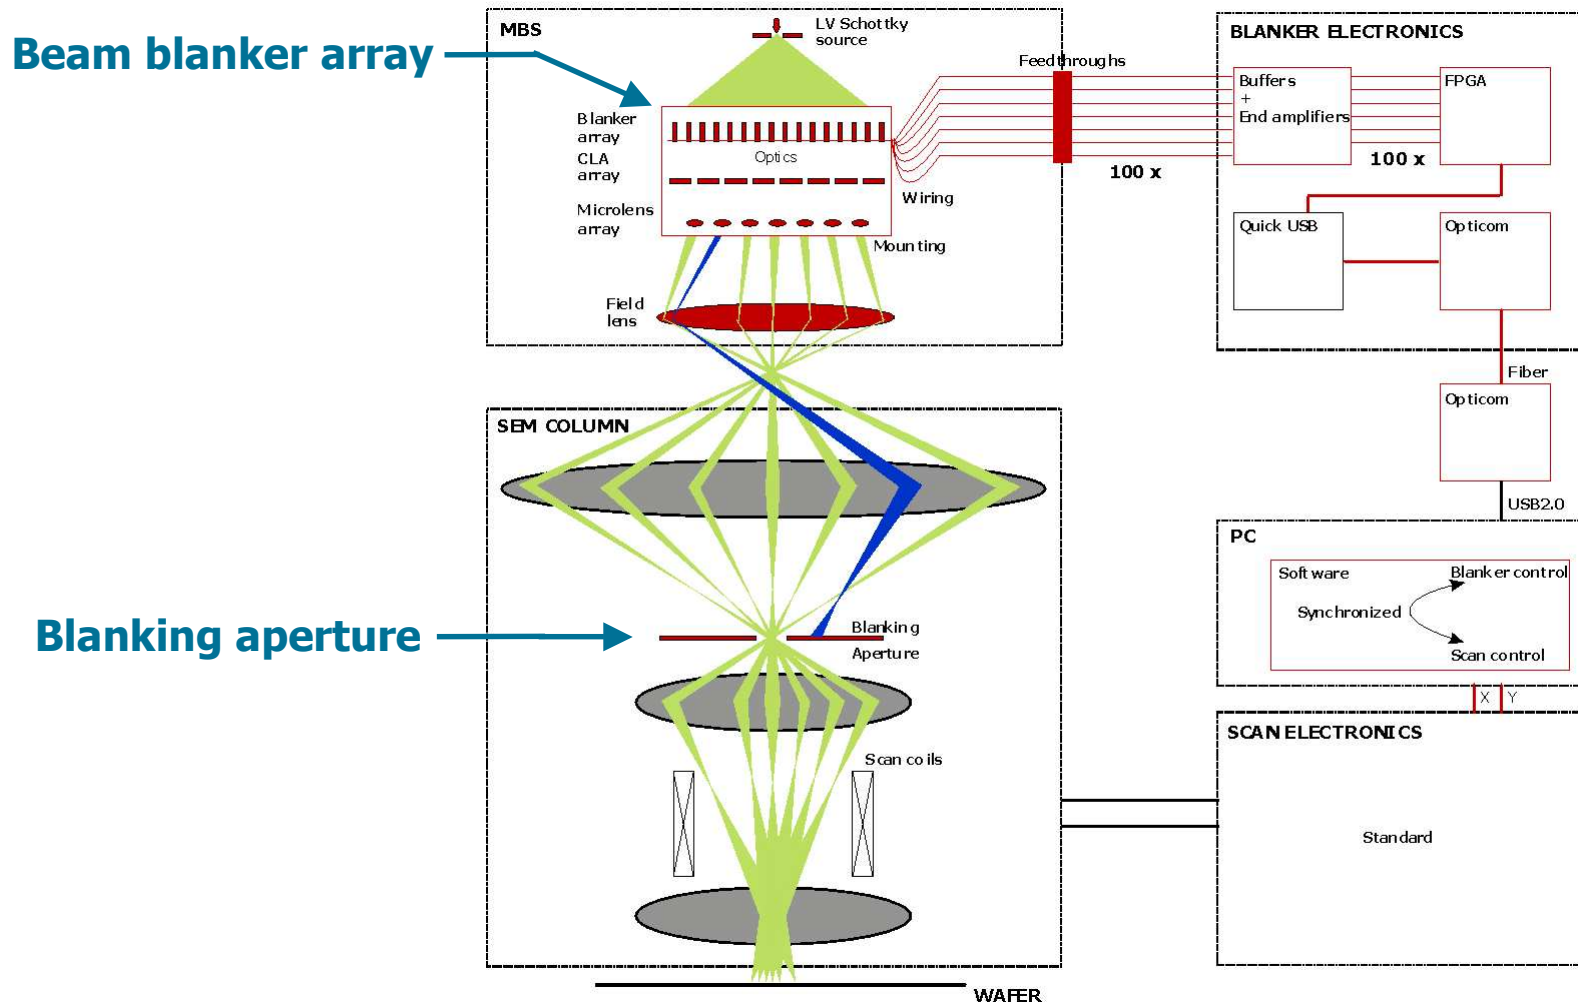 Beam blanker array
Blanking aperture
MBS
LV Schottky
source
Feedthroughs
Blanker
array
CLA
array
Optics
Microlens
array
Wiring
Mounting
100 x
Field
lens
SEM COLUMN
Blanking
Aperture
Scan coils
WAFER
BLANKER ELECTRONICS
Buffers
+
End amplifiers
FPGA
100 x
Quick USB
Opticom
Fiber
Opticom
USB2.0
PC
Software
Blanker control
Synchronized
Scan control
X Y
SCAN ELECTRONICS
Standard